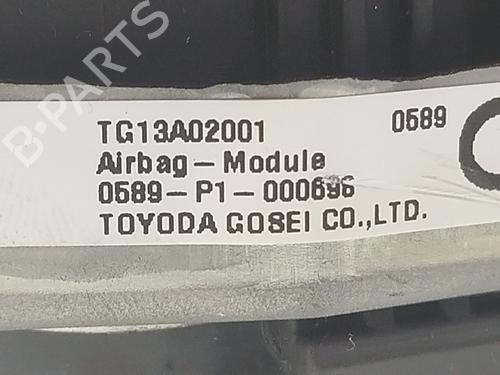 B-PARTS
TG13A02001 0589
Airbag-Module
0589-P1-000696
TOYODA GOSEI CO.,LTD.